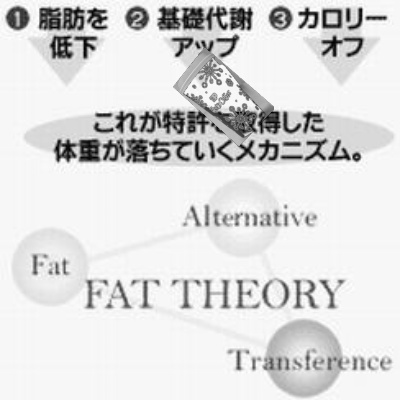 ❶ 脂肪を ❷ 基礎代謝 ❸ カロリー
低下 アップ オフ
これが特許 取得した
体重が落ちていくメカニズム。
Alternative
Fat
FAT THEORY
Transference